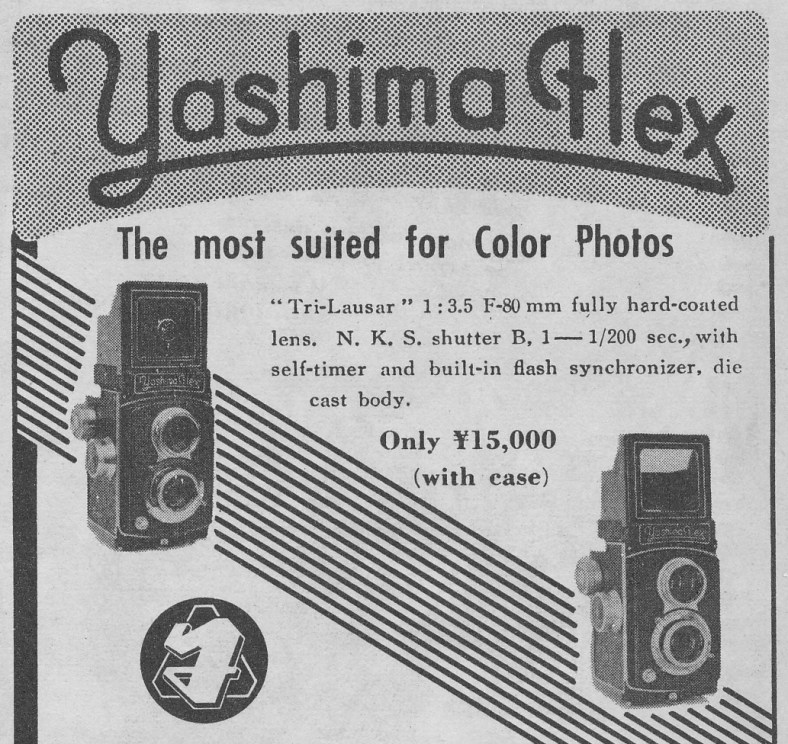 Yashima Flex
The most suited for Color Photos
“Tri-Lausar” 1:3.5 F-80 mm fully hard-coated
lens. N. K. S. shutter B, 1—1/200 sec., with
self-timer and built-in flash synchronizer, die
cast body.
Only ¥15,000
(with case)
YashimaFlex
YashimaFlex